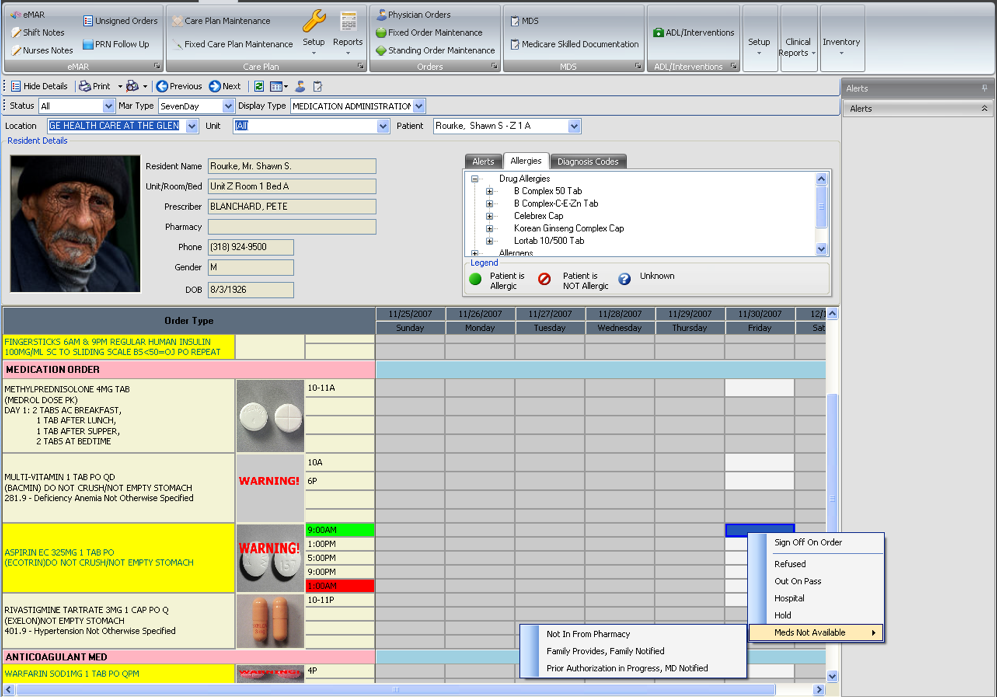 eMAR
Shift Notes
Nurses Notes
Unsigned Orders
PRN Follow Up
eMAR
Care Plan Maintenance
Fixed Care Plan Maintenance
Setup
Reports
Care Plan
Physician Orders
Fixed Order Maintenance
Standing Order Maintenance
Orders
MDS
Medicare Skilled Documentation
MDS
ADL/Interventions
ADL/Interventions
Setup
Clinical
Reports
Inventory
Hide Details
Print
Previous
Next
Status
All
Mar Type
SevenDay
Display Type
MEDICATION ADMINISTRATION
Location
GE HEALTH CARE AT THE GLEN
Unit
All
Patient
Rourke, Shawn S - Z 1 A
Alerts
Alerts
Resident Details
Resident Name
Rourke, Mr. Shawn S.
Unit/Room/Bed
Unit Z Room 1 Bed A
Prescriber
BLANCHARD, PETE
Pharmacy
Phone
(318) 924-9500
Gender
M
DOB
8/3/1926
Alerts
Allergies
Diagnosis Codes
Drug Allergies
B Complex 50 Tab
B Complex-C-E-Zn Tab
Celebrex Cap
Korean Ginseng Complex Cap
Lortab 10/500 Tab
Allergens
Legend
Patient is
Allergic
Patient is
NOT Allergic
Unknown
Order Type
11/25/2007
11/26/2007
11/27/2007
11/28/2007
11/29/2007
11/30/2007
12/1
Sunday
Monday
Tuesday
Wednesday
Thursday
Friday
Sat
FINGERSTICKS 6AM & 9PM REGULAR HUMAN INSULIN
100MG/ML SC TO SLIDING SCALE BS<50=OJ PO REPEAT
MEDICATION ORDER
METHYLPREDNISOLONE 4MG TAB
(MEDROL DOSE PK)
DAY 1: 2 TABS AC BREAKFAST,
1 TAB AFTER LUNCH,
1 TAB AFTER SUPPER,
2 TABS AT BEDTIME
10-11A
MULTI-VITAMIN 1 TAB PO QD
(BACMIN) DO NOT CRUSH/NOT EMPTY STOMACH
281.9 - Deficiency Anemia Not Otherwise Specified
WARNING!
10A
6P
ASPIRIN EC 325MG 1 TAB PO
(ECOTRIN)DO NOT CRUSH/NOT EMPTY STOMACH
WARNING!
9:00AM
1:00PM
5:00PM
9:00PM
1:00AM
RIVASTIGMINE TARTRATE 3MG 1 CAP PO Q
(EXELON)NOT EMPTY STOMACH
401.9 - Hypertension Not Otherwise Specified
10-11P
ANTICOAGULANT MED
WARFARIN SOD1MG 1 TAB PO QPM
WARNING!
4P
Sign Off On Order
Refused
Out On Pass
Hospital
Hold
Meds Not Available
Not In From Pharmacy
Family Provides, Family Notified
Prior Authorization in Progress, MD Notified